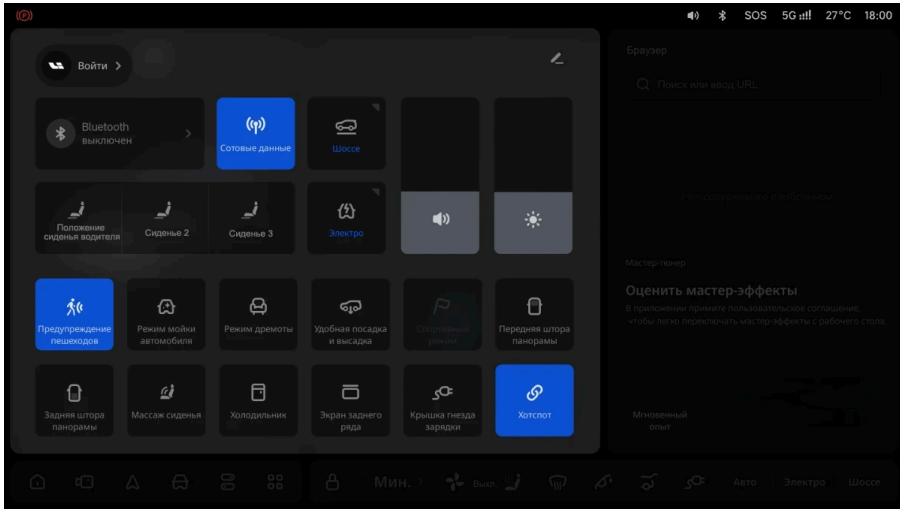 (P)
SOS
5G
27°C
18:00
Войти
Браузер
Поиск или ввод URL
Bluetooth
выключен
Сотовые данные
Шоссе
Положение
сиденья водителя
Сиденье 2
Сиденье 3
Электро
Мастер-тюнер
Оценить мастер-эффекты
В приложении примите пользовательское соглашение,
чтобы легко переключать мастер-эффекты с рабочего стола.
Предупреждение
пешеходов
Режим мойки
автомобиля
Режим дремоты
Удобная посадка
и высадка
Спортивный
режим
Передняя штора
панорамы
Задняя штора
панорамы
Массаж сиденья
Холодильник
Экран заднего
ряда
Крышка гнезда
зарядки
Хотспот
Мгновенный
опыт
Мин.
Выкл.
Авто
Электро
Шоссе